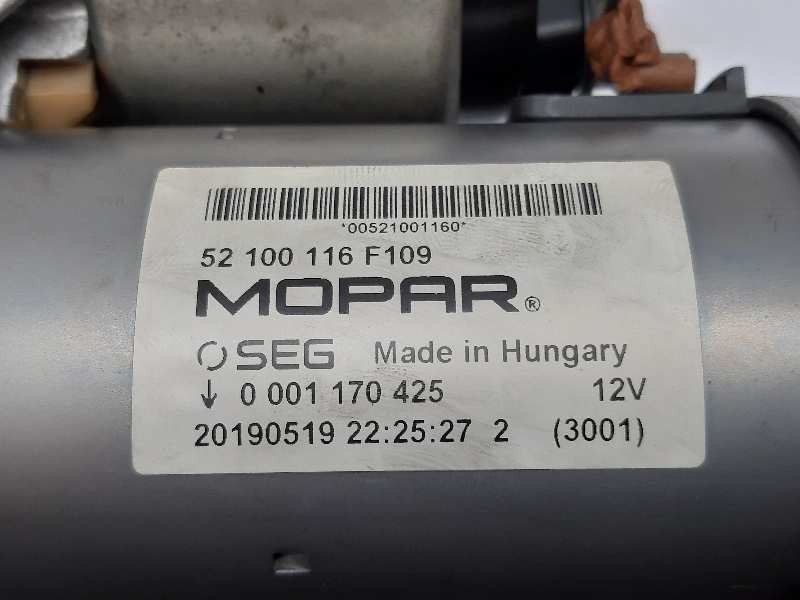 *00521001160*
52 100 116 F109
MOPAR®
SEG Made in Hungary
↓ 0 001 170 425 12V
20190519 22:25:27 2 (3001)